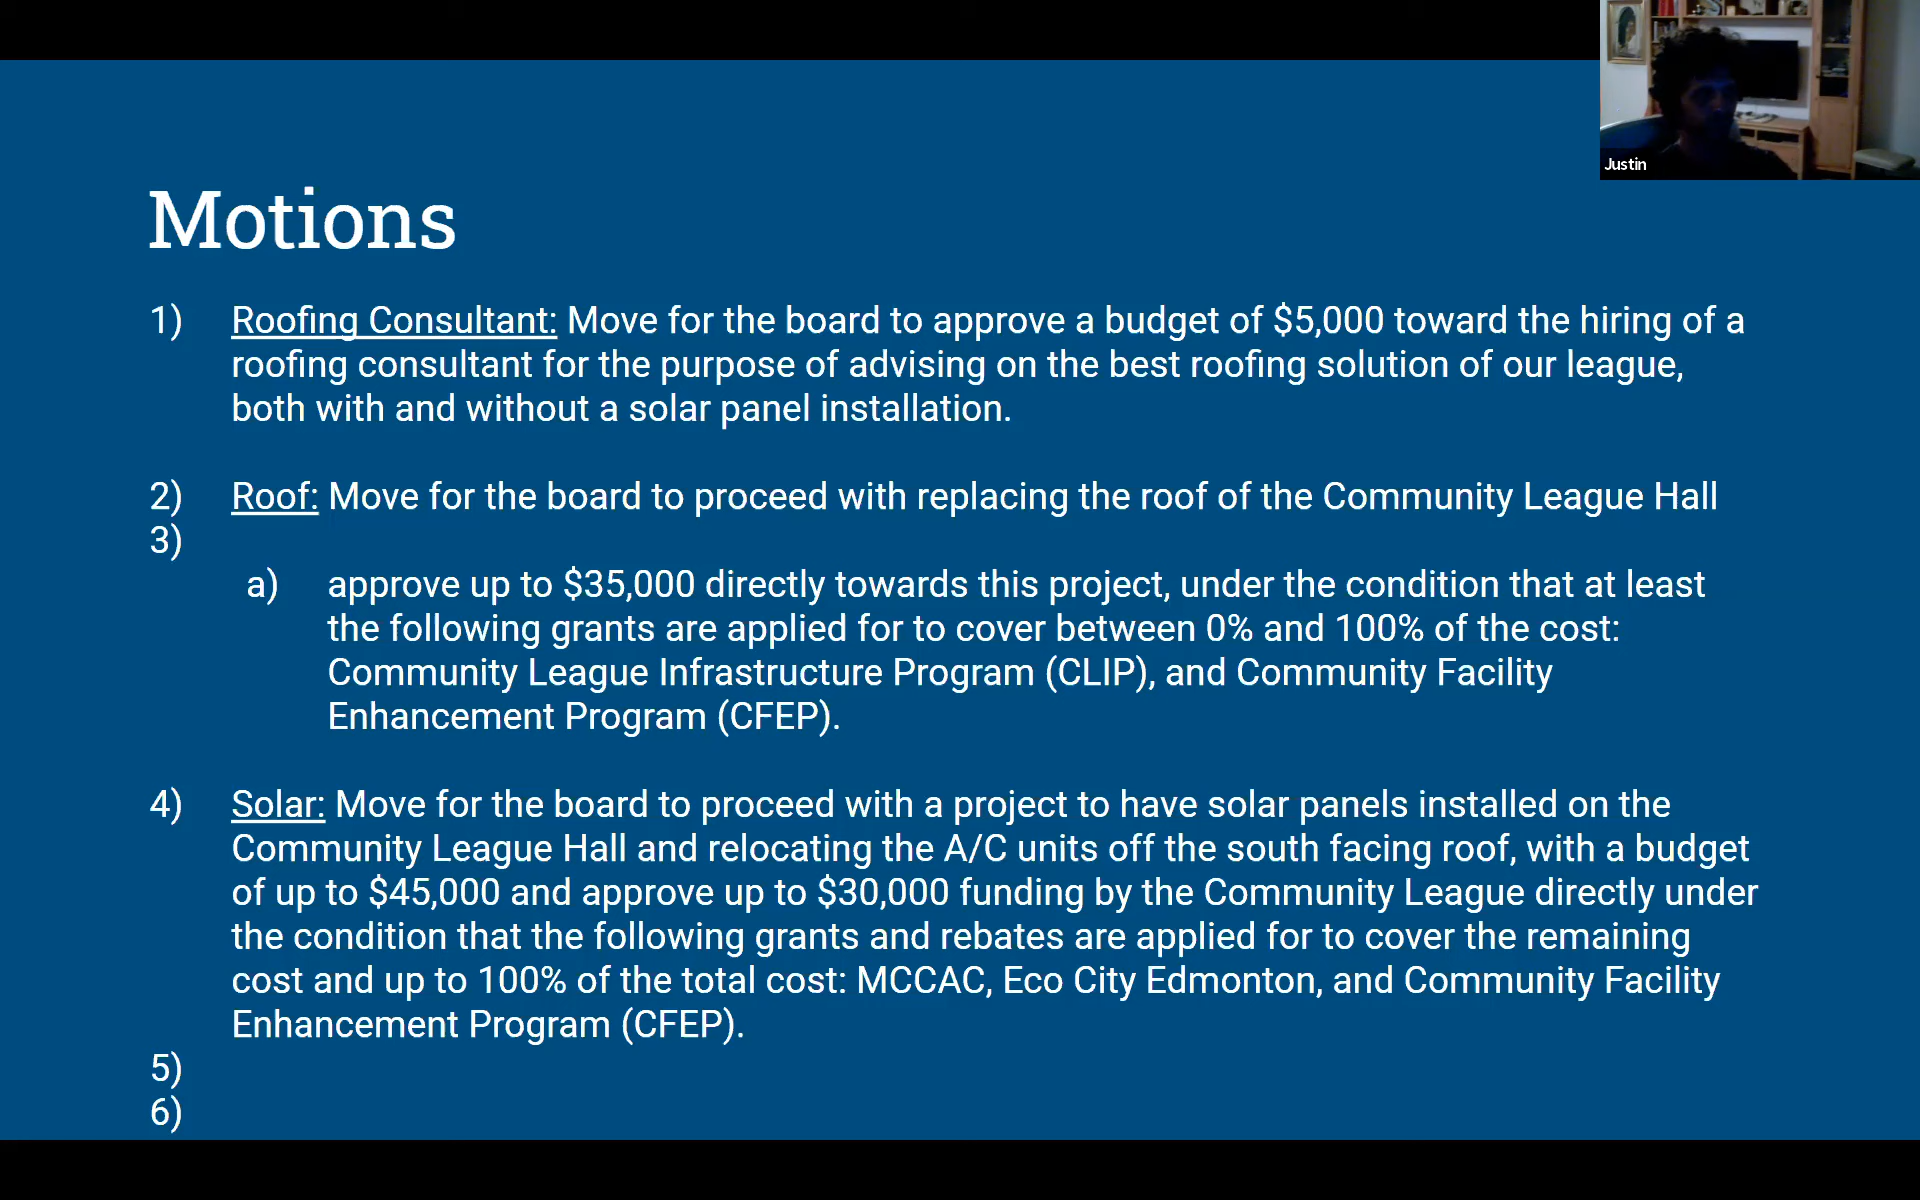 Justin
Motions
1) Roofing Consultant: Move for the board to approve a budget of $5,000 toward the hiring of a
roofing consultant for the purpose of advising on the best roofing solution of our league,
both with and without a solar panel installation.
2) Roof: Move for the board to proceed with replacing the roof of the Community League Hall
3)
a) approve up to $35,000 directly towards this project, under the condition that at least
the following grants are applied for to cover between 0% and 100% of the cost:
Community League Infrastructure Program (CLIP), and Community Facility
Enhancement Program (CFEP).
4) Solar: Move for the board to proceed with a project to have solar panels installed on the
Community League Hall and relocating the A/C units off the south facing roof, with a budget
of up to $45,000 and approve up to $30,000 funding by the Community League directly under
the condition that the following grants and rebates are applied for to cover the remaining
cost and up to 100% of the total cost: MCCAC, Eco City Edmonton, and Community Facility
Enhancement Program (CFEP).
5)
6)